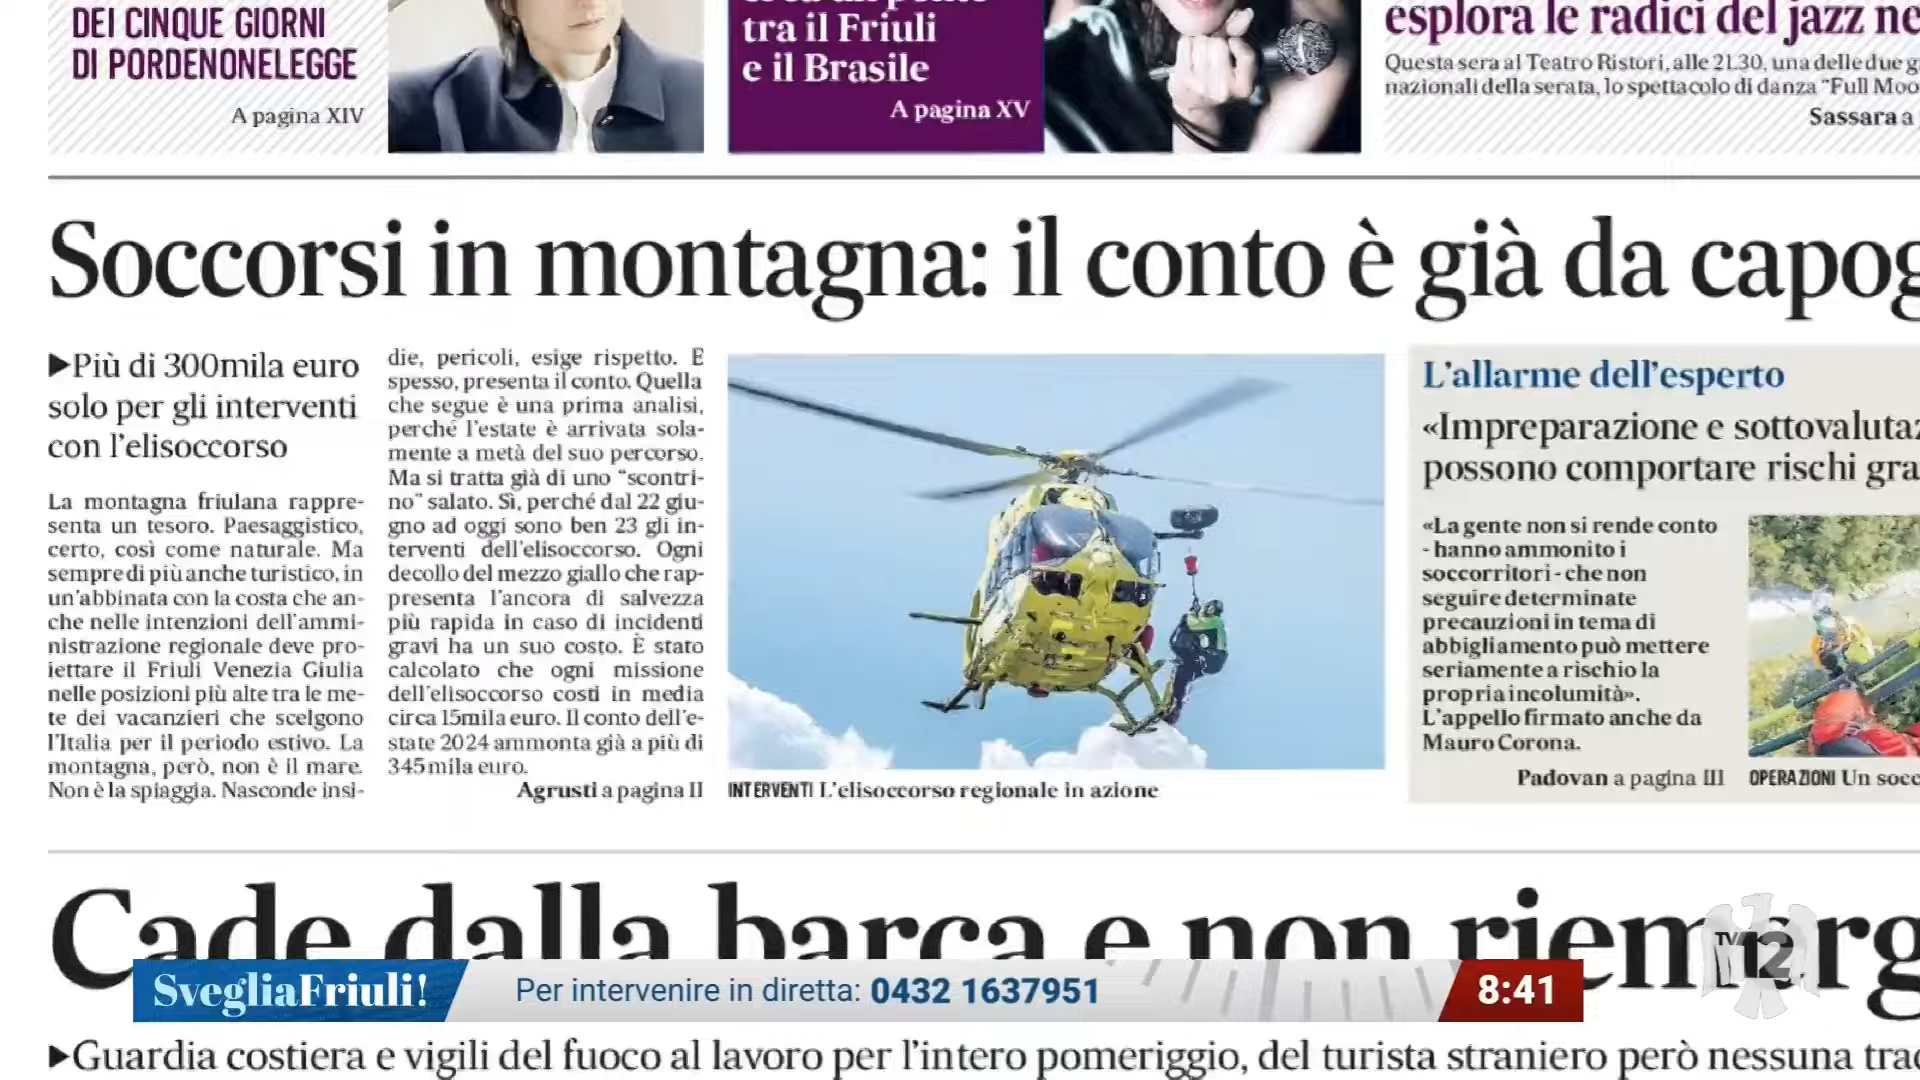 DEI CINQUE GIORNI
DI PORDENONELEGGE
A pagina XIV
tra il Friuli
e il Brasile
A pagina XV
esplora le radici del jazz
Questa sera al Teatro Ristori, alle 21.30, una delle due
nazionali della serata, lo spettacolo di danza “Full
Sassara a
Soccorsi in montagna: il conto è già da
▶Più di 300mila euro
solo per gli interventi
con l’elisoccorso
La montagna friulana rappre-
senta un tesoro. Paesaggistico,
certo, così come naturale. Ma
sempre di più anche turistico, in
un’abbinata con la costa che an-
che nelle intenzioni dell’ammi-
nistrazione regionale deve pro-
iettare il Friuli Venezia Giulia
nelle posizioni più alte tra le me-
te dei vacanzieri che scelgono
l’Italia per il periodo estivo. La
montagna, però, non è il mare.
Non è la spiaggia. Nasconde insi-
die, pericoli, esige rispetto. E
spesso, presenta il conto. Quella
che segue è una prima analisi,
perché l’estate è arrivata sola-
mente a metà del suo percorso.
Ma si tratta già di uno “scontri-
no” salato. Sì, perché dal 22 giu-
gno ad oggi sono ben 23 gli in-
terventi dell’elisoccorso. Ogni
decollo del mezzo giallo che rap-
presenta l’ancora di salvezza
più rapida in caso di incidenti
gravi ha un suo costo. È stato
calcolato che ogni missione
dell’elisoccorso costi in media
circa 15mila euro. Il conto dell’e-
state 2024 ammonta già a più di
345mila euro.
Agrusti a pagina II
INTERVENTI L’elisoccorso regionale in azione
L’allarme dell’esperto
«Impreparazione e
possono comportare rischi
«La gente non si rende conto
- hanno ammonito i
soccorritori - che non
seguire determinate
precauzioni in tema di
abbigliamento può mettere
seriamente a rischio la
propria incolumità».
L’appello firmato anche da
Mauro Corona.
Padovan a pagina III
OPERAZIONI Un
Cade dalla barca e non
SvegliaFriuli!
Per intervenire in diretta: 0432 1637951
8:41
TV 12
▶Guardia costiera e vigili del fuoco al lavoro per l’intero pomeriggio, del turista straniero però nessuna